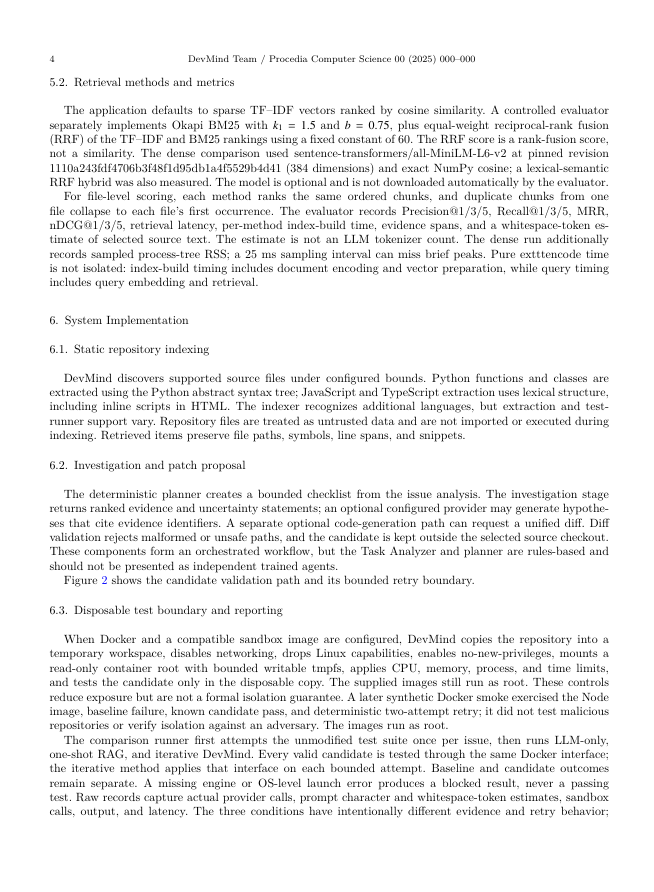 4
DevMind Team / Procedia Computer Science 00 (2025) 000–000
5.2. Retrieval methods and metrics
The application defaults to sparse TF–IDF vectors ranked by cosine similarity. A controlled evaluator
separately implements Okapi BM25 with k1 = 1.5 and b = 0.75, plus equal-weight reciprocal-rank fusion
(RRF) of the TF–IDF and BM25 rankings using a fixed constant of 60. The RRF score is a rank-fusion score,
not a similarity. The dense comparison used sentence-transformers/all-MiniLM-L6-v2 at pinned revision
1110a243fdf4706b3f48f1d95db1a4f5529b4d41 (384 dimensions) and exact NumPy cosine; a lexical-semantic
RRF hybrid was also measured. The model is optional and is not downloaded automatically by the evaluator.
For file-level scoring, each method ranks the same ordered chunks, and duplicate chunks from one
file collapse to each file's first occurrence. The evaluator records Precision@1/3/5, Recall@1/3/5, MRR,
nDCG@1/3/5, retrieval latency, per-method index-build time, evidence spans, and a whitespace-token es-
timate of selected source text. The estimate is not an LLM tokenizer count. The dense run additionally
records sampled process-tree RSS; a 25 ms sampling interval can miss brief peaks. Pure extttencode time
is not isolated: index-build timing includes document encoding and vector preparation, while query timing
includes query embedding and retrieval.
6. System Implementation
6.1. Static repository indexing
DevMind discovers supported source files under configured bounds. Python functions and classes are
extracted using the Python abstract syntax tree; JavaScript and TypeScript extraction uses lexical structure,
including inline scripts in HTML. The indexer recognizes additional languages, but extraction and test-
runner support vary. Repository files are treated as untrusted data and are not imported or executed during
indexing. Retrieved items preserve file paths, symbols, line spans, and snippets.
6.2. Investigation and patch proposal
The deterministic planner creates a bounded checklist from the issue analysis. The investigation stage
returns ranked evidence and uncertainty statements; an optional configured provider may generate hypothe-
ses that cite evidence identifiers. A separate optional code-generation path can request a unified diff. Diff
validation rejects malformed or unsafe paths, and the candidate is kept outside the selected source checkout.
These components form an orchestrated workflow, but the Task Analyzer and planner are rules-based and
should not be presented as independent trained agents.
Figure 2 shows the candidate validation path and its bounded retry boundary.
6.3. Disposable test boundary and reporting
When Docker and a compatible sandbox image are configured, DevMind copies the repository into a
temporary workspace, disables networking, drops Linux capabilities, enables no-new-privileges, mounts a
read-only container root with bounded writable tmpfs, applies CPU, memory, process, and time limits,
and tests the candidate only in the disposable copy. The supplied images still run as root. These controls
reduce exposure but are not a formal isolation guarantee. A later synthetic Docker smoke exercised the Node
image, baseline failure, known candidate pass, and deterministic two-attempt retry; it did not test malicious
repositories or verify isolation against an adversary. The images run as root.
The comparison runner first attempts the unmodified test suite once per issue, then runs LLM-only,
one-shot RAG, and iterative DevMind. Every valid candidate is tested through the same Docker interface;
the iterative method applies that interface on each bounded attempt. Baseline and candidate outcomes
remain separate. A missing engine or OS-level launch error produces a blocked result, never a passing
test. Raw records capture actual provider calls, prompt character and whitespace-token estimates, sandbox
calls, output, and latency. The three conditions have intentionally different evidence and retry behavior;